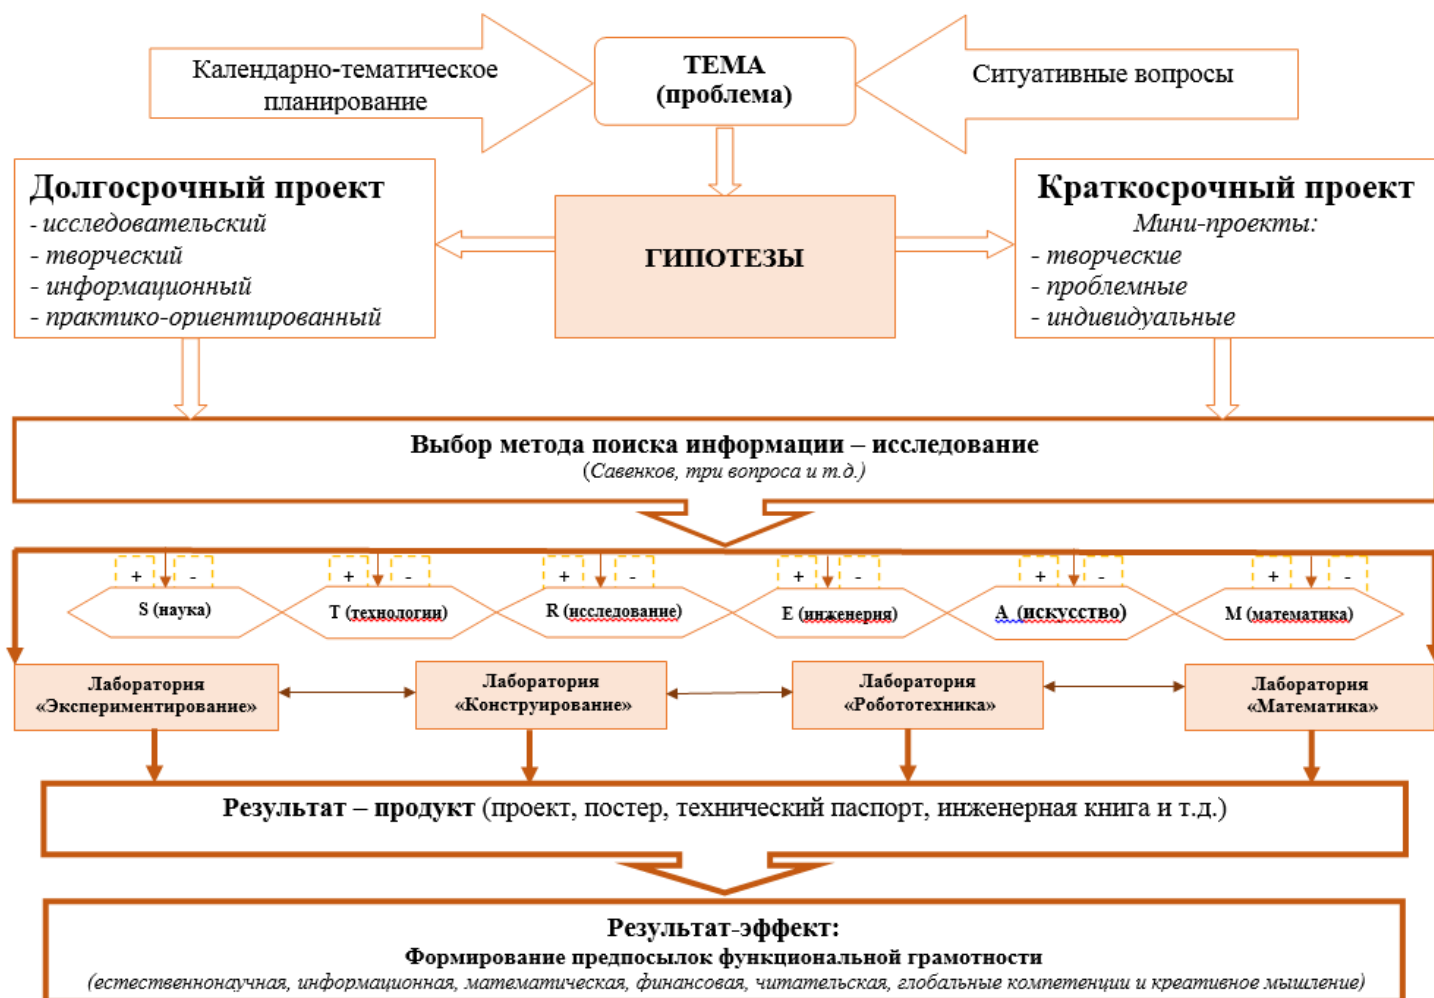 Календарно-тематическое
планирование
ТЕМА
(проблема)
Ситуативные вопросы
Долгосрочный проект
- исследовательский
- творческий
- информационный
- практико-ориентированный
ГИПОТЕЗЫ
Краткосрочный проект
Мини-проекты:
- творческие
- проблемные
- индивидуальные
Выбор метода поиска информации – исследование
(Савенков, три вопроса и т.д.)
+ -
+ -
+ -
+ -
+ -
+ -
S (наука)
T (технологии)
R (исследование)
E (инженерия)
A (искусство)
M (математика)
Лаборатория
«Экспериментирование»
Лаборатория
«Конструирование»
Лаборатория
«Робототехника»
Лаборатория
«Математика»
Результат – продукт (проект, постер, технический паспорт, инженерная книга и т.д.)
Результат-эффект:
Формирование предпосылок функциональной грамотности
(естественнонаучная, информационная, математическая, финансовая, читательская, глобальные компетенции и креативное мышление)